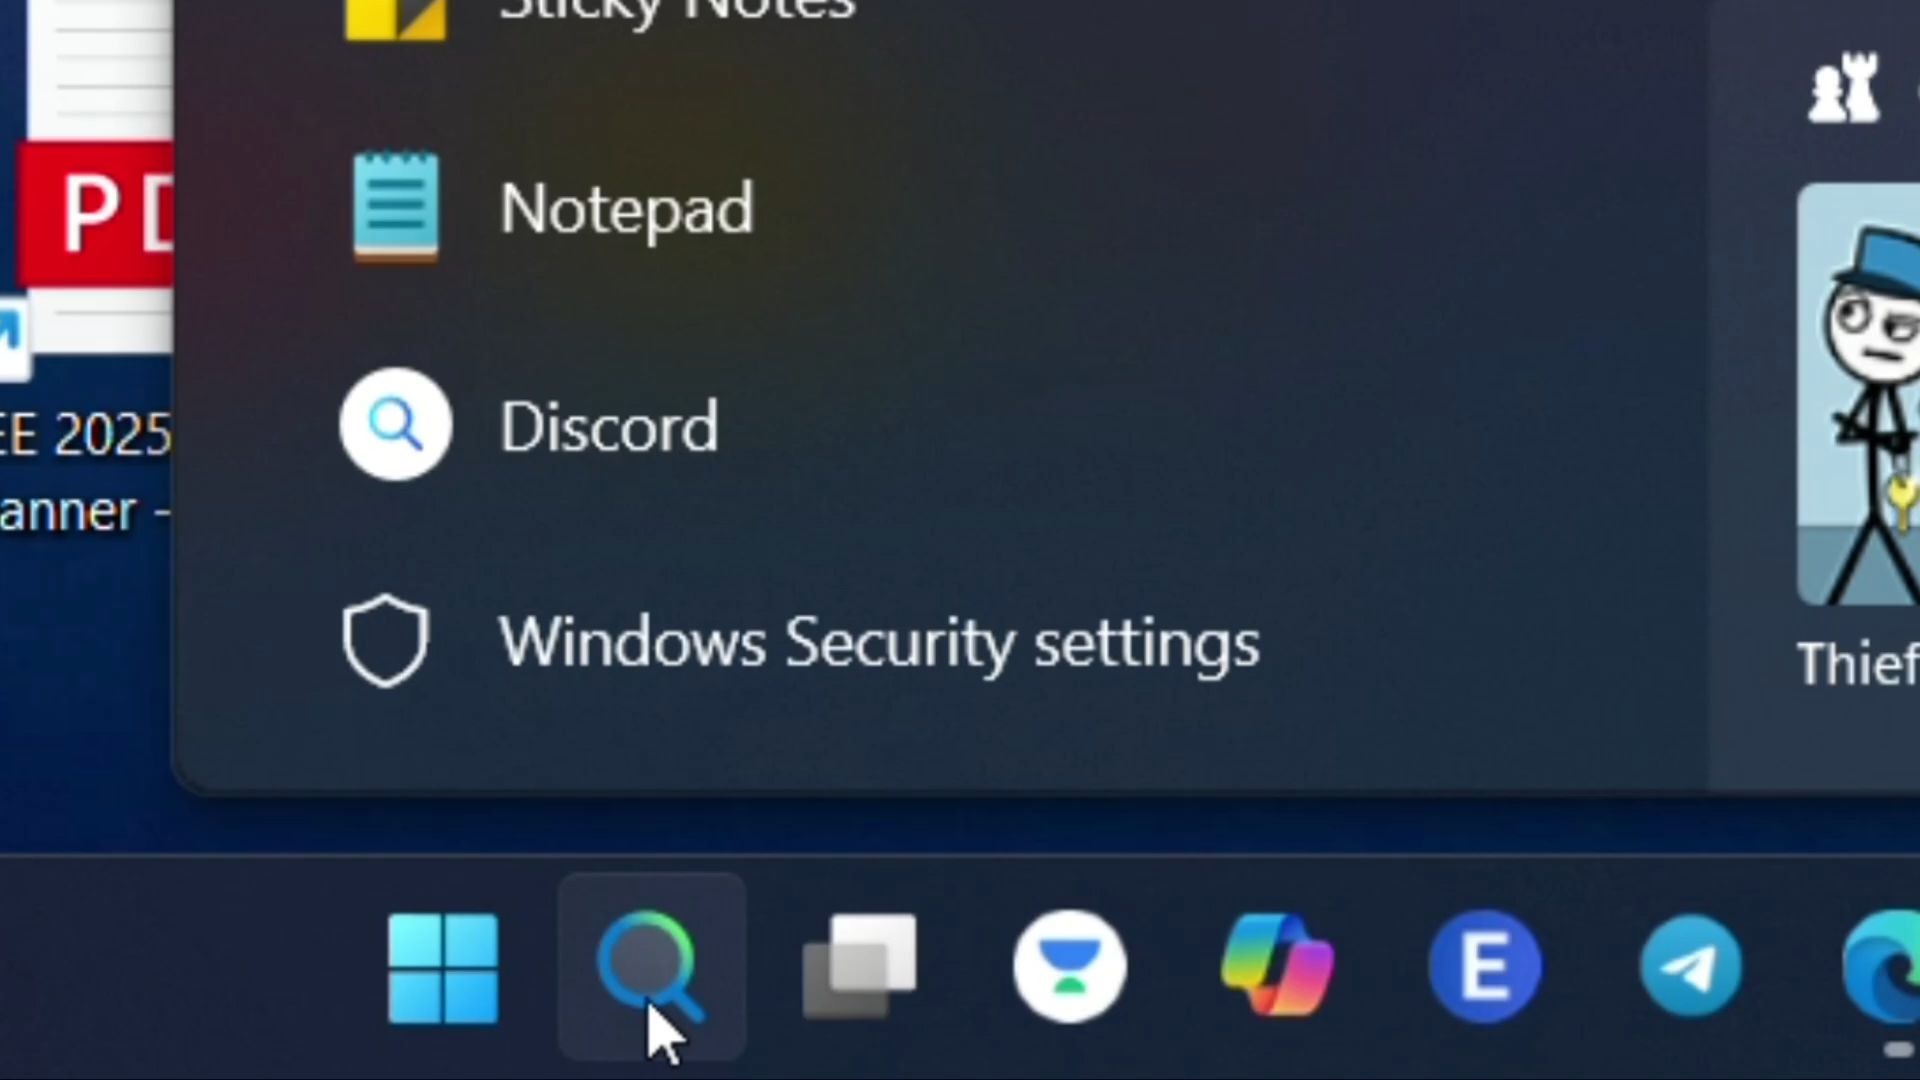 Sticky Notes
Notepad
Discord
Windows Security settings
PD
EE 2025
anner -
Thief
E